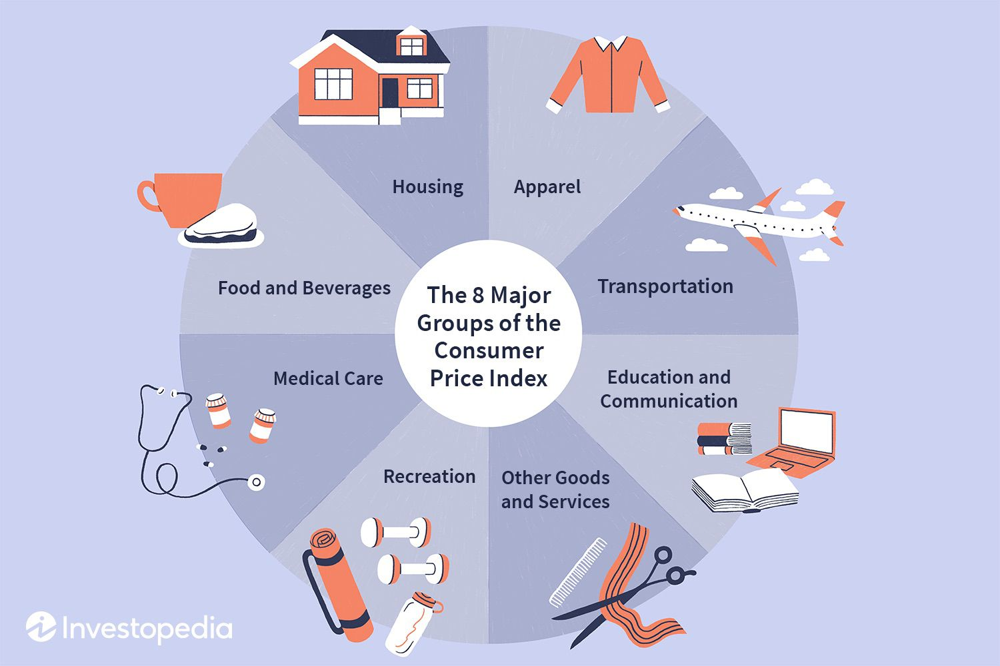 Housing
Apparel
Food and Beverages
Transportation
The 8 Major
Groups of the
Consumer
Price Index
Medical Care
Education and
Communication
Recreation
Other Goods
and Services
Investopedia